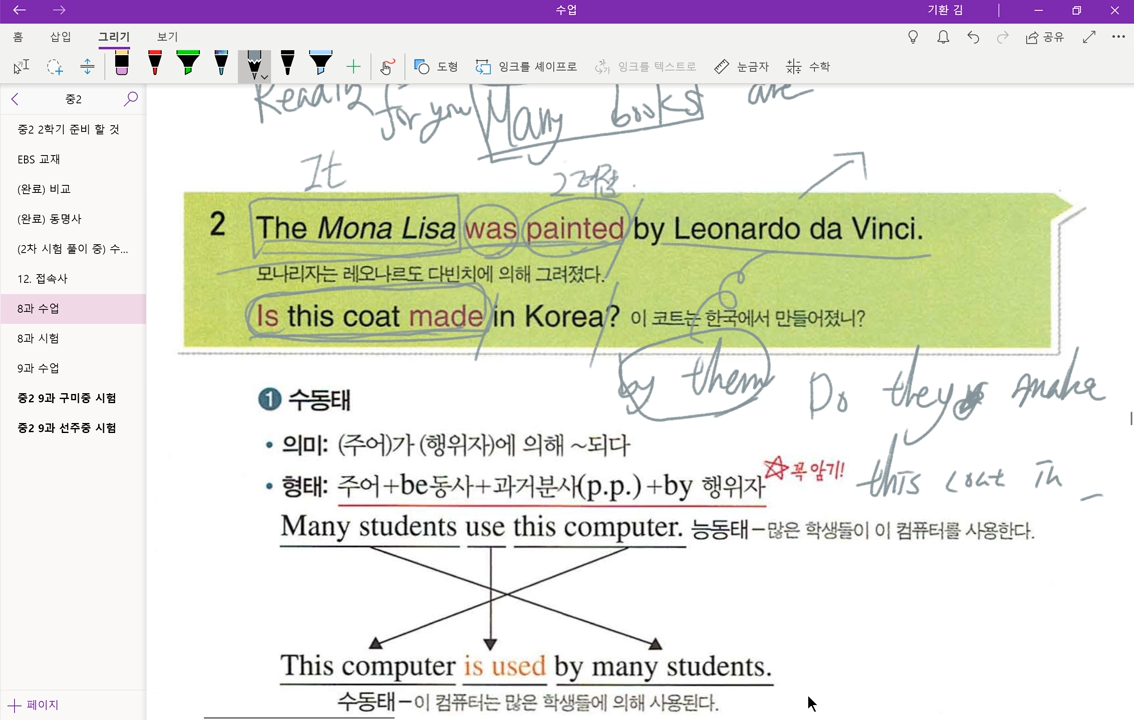 수업
기환 김
홈 삽입 그리기 보기
도형 잉크를 셰이프로 잉크를 텍스트로 눈금자 수학 공유
중2
중2 2학기 준비 할 것
EBS 교재
(완료) 비교
(완료) 동명사
(2차 시험 풀이 중) 수...
12. 접속사
8과 수업
8과 시험
9과 수업
중2 9과 구미중 시험
중2 9과 선주중 시험
페이지
for you Many books are
It
2 The Mona Lisa was painted by Leonardo da Vinci.
모나리자는 레오나르도 다빈치에 의해 그려졌다.
Is this coat made in Korea? 이 코트는 한국에서 만들어졌니?
by them Do they make
this coat in
1 수동태
• 의미: (주어)가 (행위자)에 의해 ~되다
• 형태: 주어+be동사+과거분사(p.p.)+by 행위자 ☆꼭 암기!
Many students use this computer. 능동태-많은 학생들이 이 컴퓨터를 사용한다.
This computer is used by many students.
수동태-이 컴퓨터는 많은 학생들에 의해 사용된다.